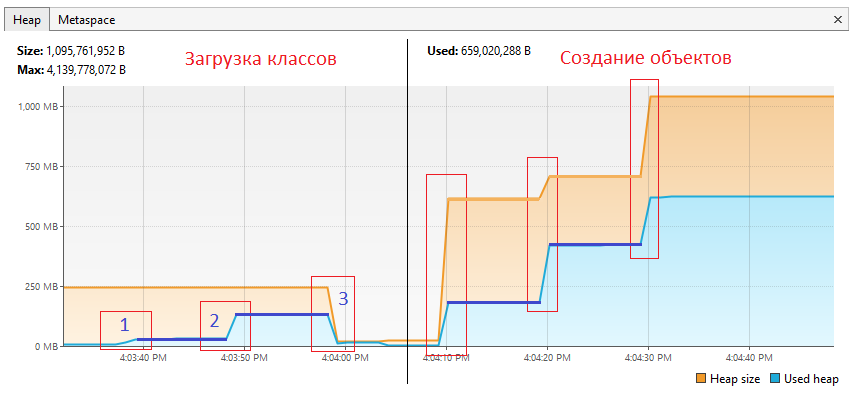 Heap Metaspace ×
Size: 1,095,761,952 B
Max: 4,139,778,072 B
Загрузка классов
Used: 659,020,288 B
Создание объектов
1,000 MB
750 MB
500 MB
250 MB
0 MB
1
2
3
4:03:40 PM 4:03:50 PM 4:04:00 PM 4:04:10 PM 4:04:20 PM 4:04:30 PM 4:04:40 PM
Heap size Used heap